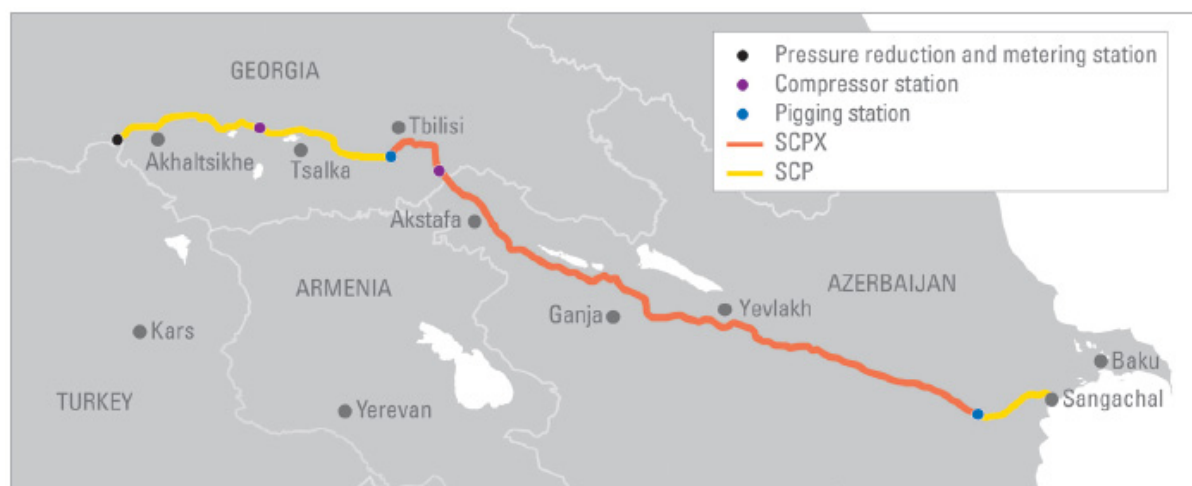 Pressure reduction and metering station
Compressor station
Pigging station
SCPX
SCP
GEORGIA
Tbilisi
Akhaltsikhe
Tsalka
Akstafa
ARMENIA
AZERBAIJAN
Ganja
Yevlakh
Kars
Baku
TURKEY
Yerevan
Sangachal